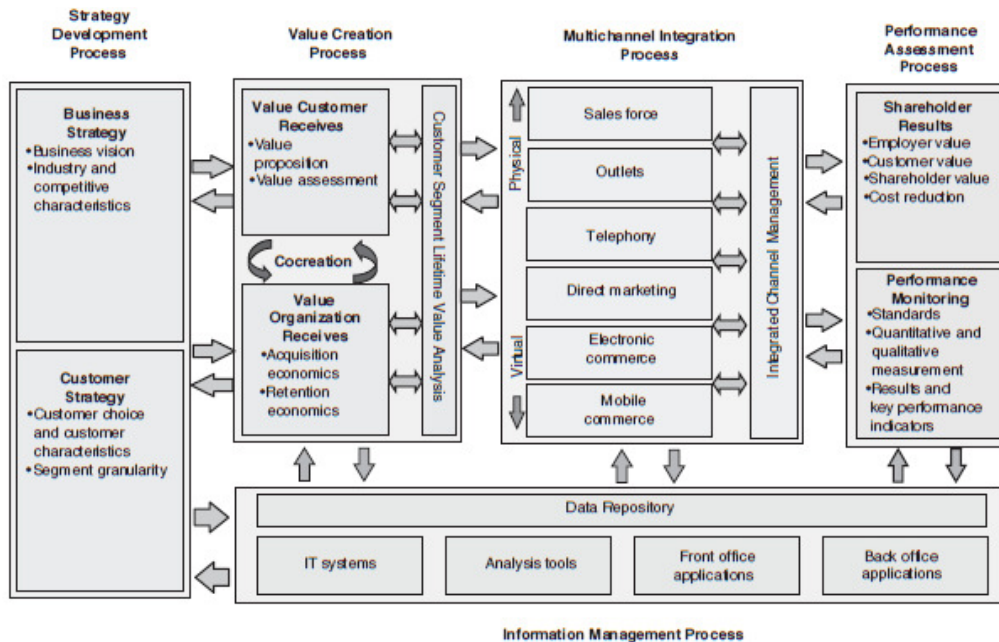 Strategy
Development
Process
Value Creation
Process
Multichannel Integration
Process
Performance
Assessment
Process
Business
Strategy
•Business vision
•Industry and
competitive
characteristics
Customer
Strategy
•Customer choice
and customer
characteristics
•Segment granularity
Value Customer
Receives
•Value
proposition
•Value assessment
Cocreation
Value
Organization
Receives
•Acquisition
economics
•Retention
economics
Customer Segment Lifetime Value Analysis
Physical
Virtual
Sales force
Outlets
Telephony
Direct marketing
Electronic
commerce
Mobile
commerce
Integrated Channel Management
Shareholder
Results
•Employer value
•Customer value
•Shareholder value
•Cost reduction
Performance
Monitoring
•Standards
•Quantitative and
qualitative
measurement
•Results and
key performance
indicators
Data Repository
IT systems
Analysis tools
Front office
applications
Back office
applications
Information Management Process